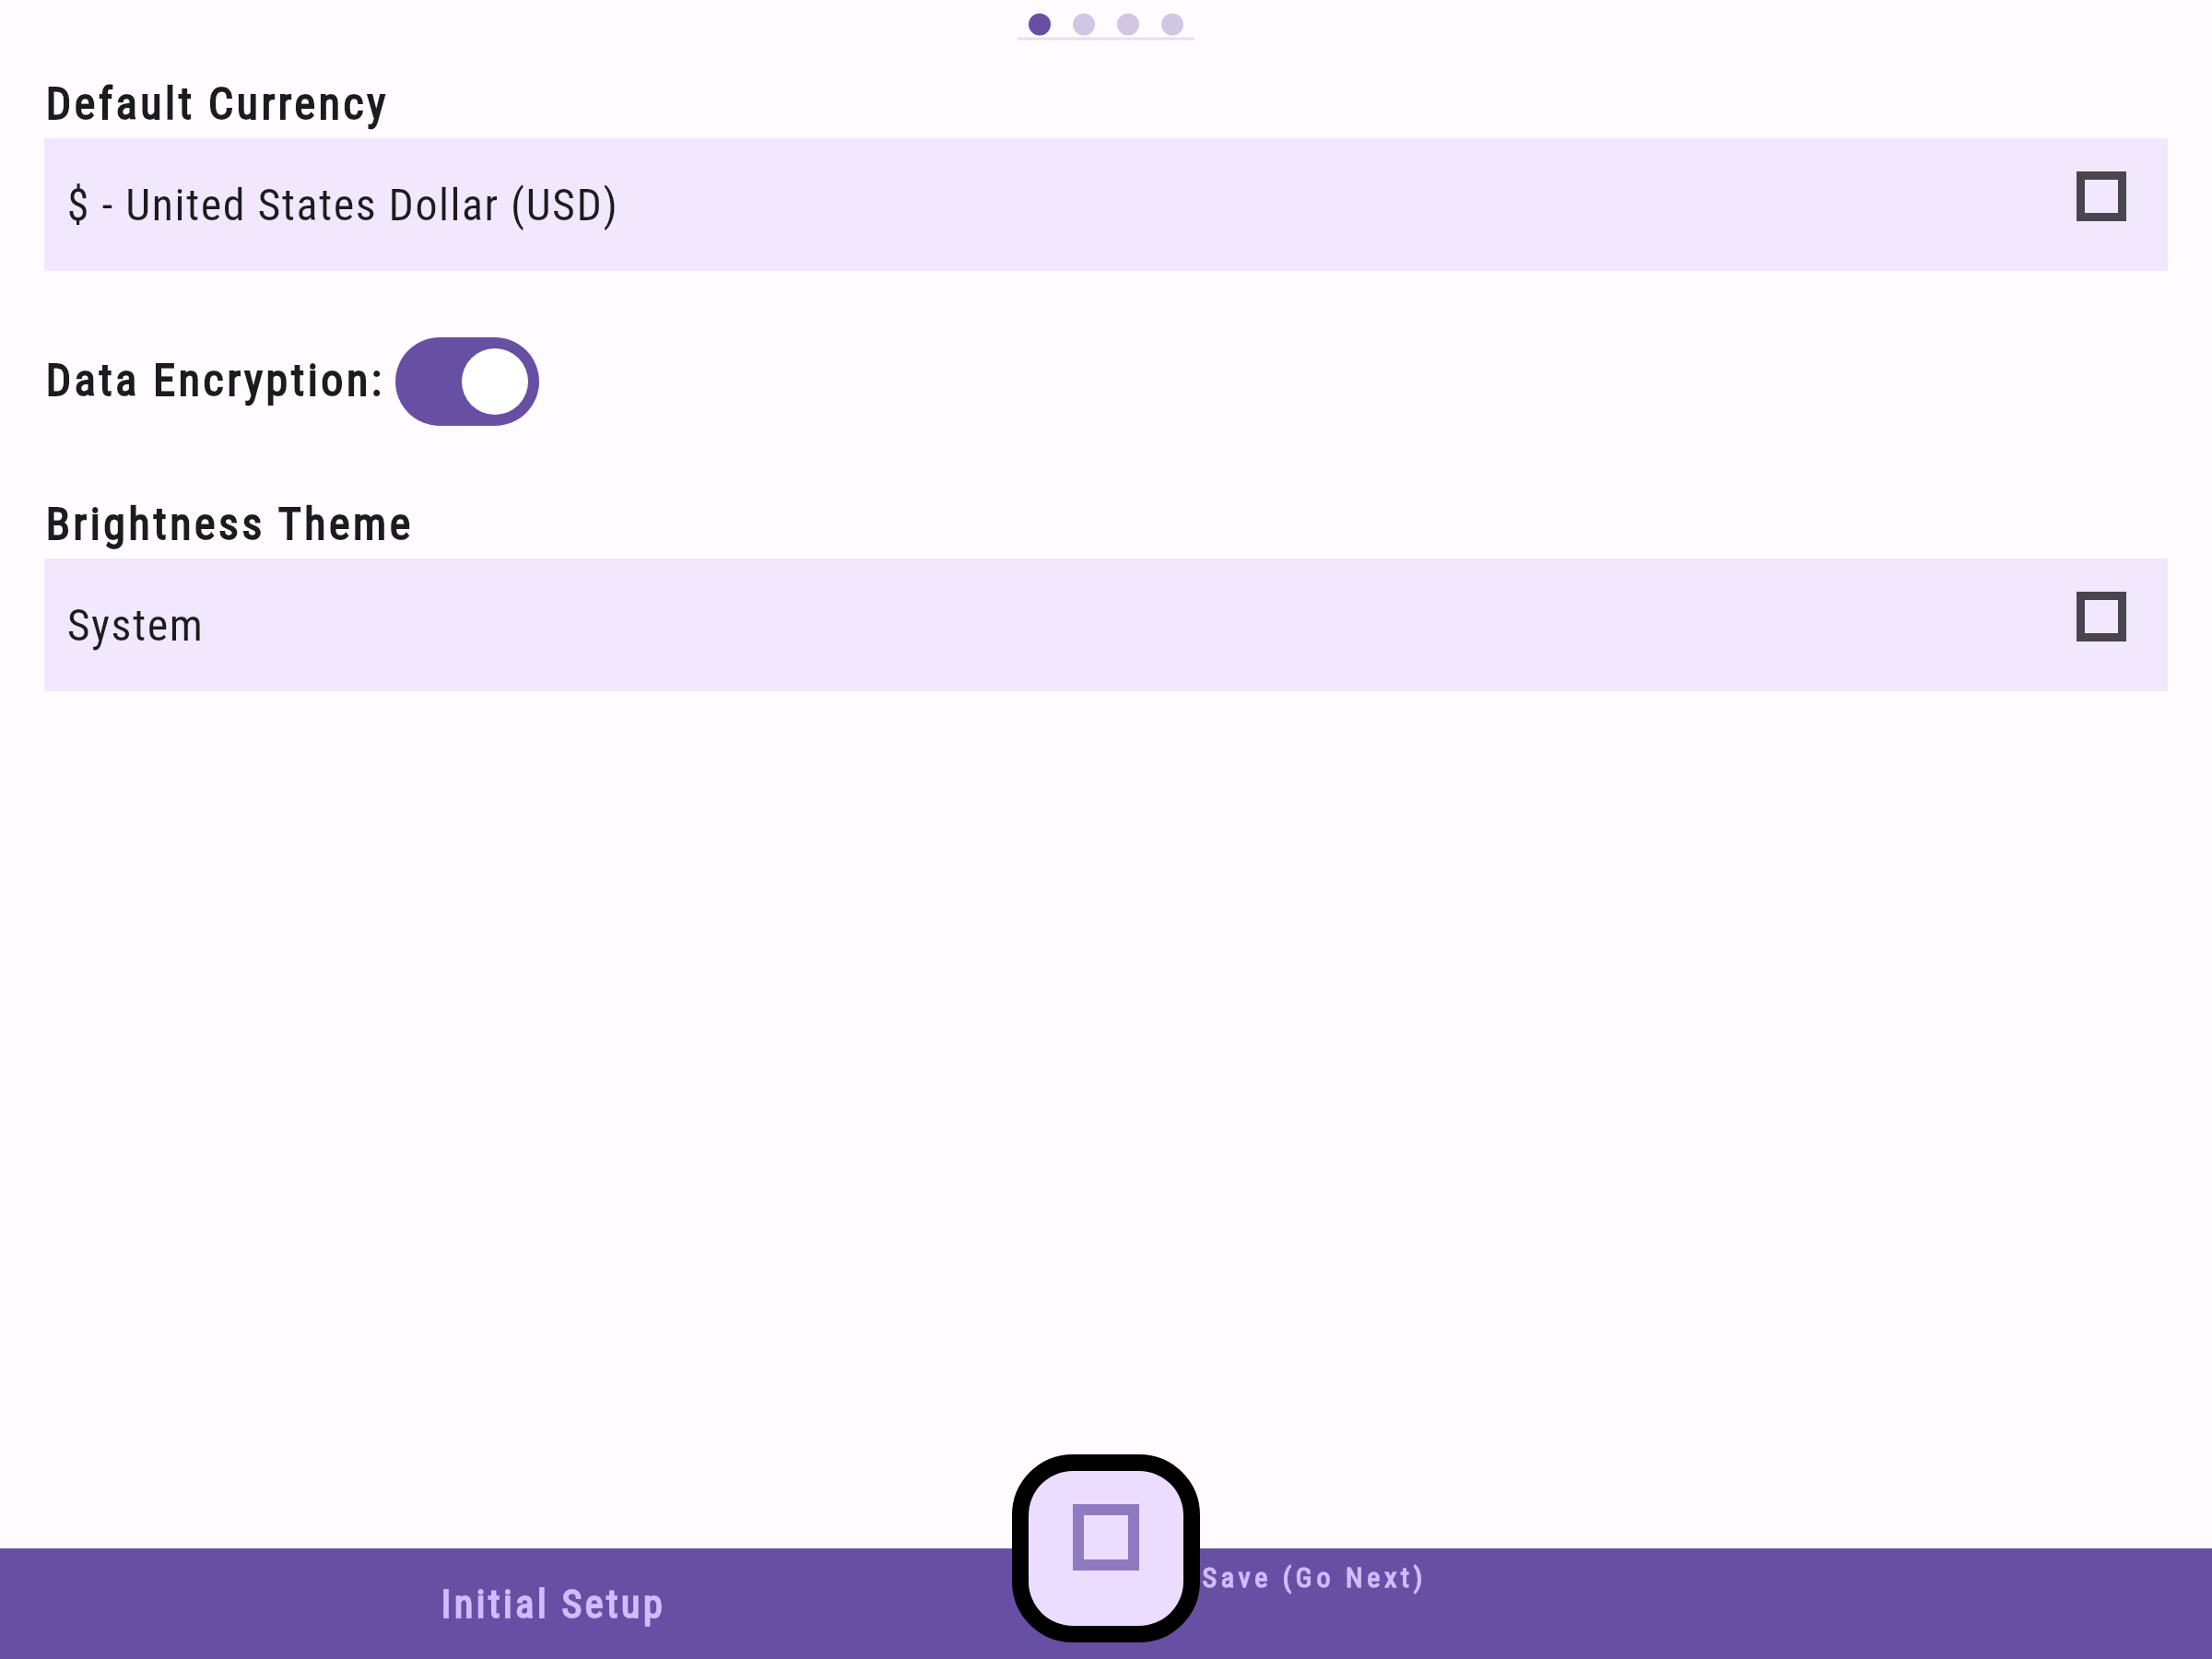 Default Currency
$ - United States Dollar (USD)
Data Encryption:
Brightness Theme
System
Save (Go Next)
Initial Setup